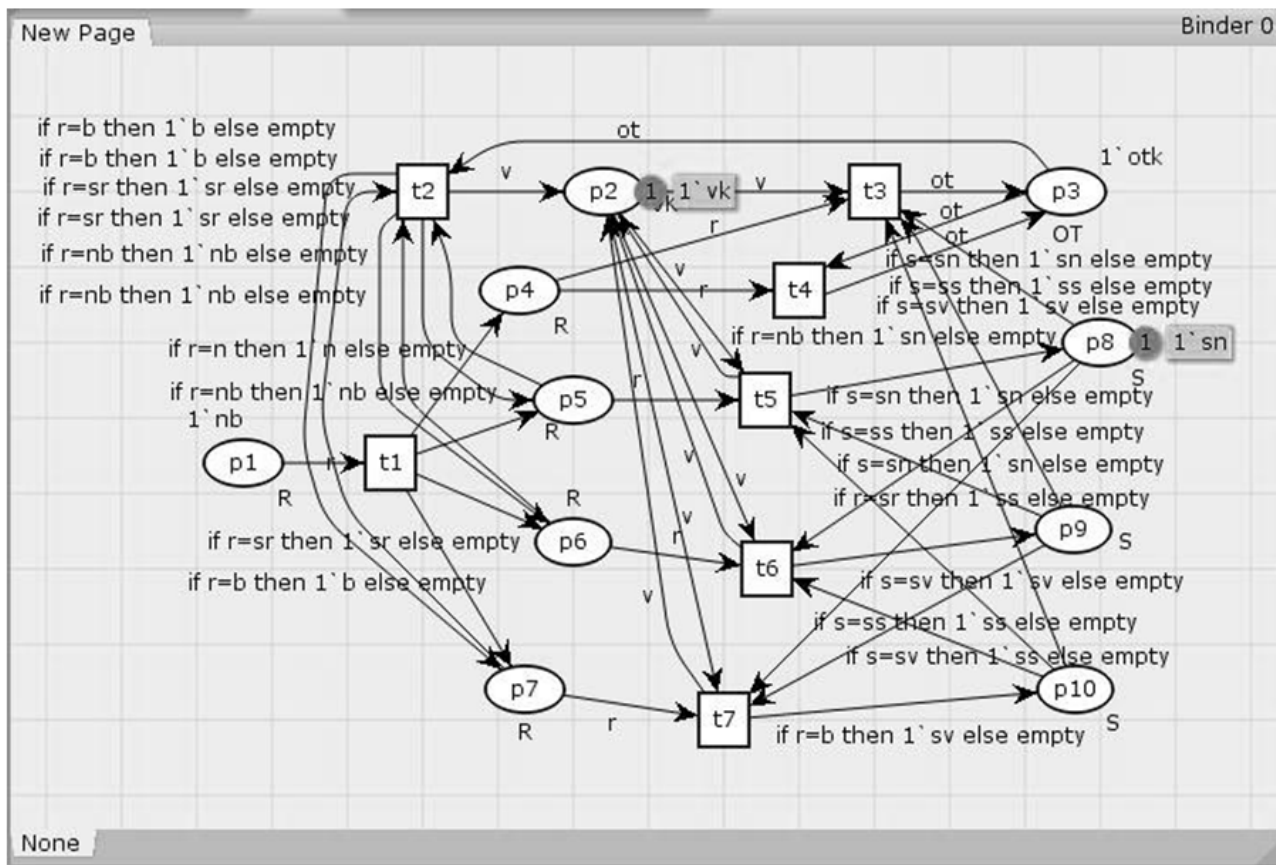 New Page
Binder 0
if r=b then 1`b else empty
if r=b then 1`b else empty
if r=sr then 1`sr else empty
if r=sr then 1`sr else empty
if r=nb then 1`nb else empty
if r=nb then 1`nb else empty
ot
1`otk
t2
v
p2
1
1`vk
vk
v
t3
ot
p3
ot
OT
ot
r
p4
R
r
t4
v
if s=sn then 1`sn else empty
if s=ss then 1`ss else empty
if s=sv then 1`sv else empty
if r=nb then 1`sn else empty
p8
1
1`sn
S
if r=n then 1`n else empty
v
if r=nb then 1`nb else empty
1`nb
p5
R
r
t5
if s=sn then 1`sn else empty
if s=ss then 1`ss else empty
p1
R
r
t1
v
v
if s=sn then 1`sn else empty
if r=sr then 1`ss else empty
R
p6
v
r
t6
p9
S
if r=sr then 1`sr else empty
if r=b then 1`b else empty
v
if s=sv then 1`sv else empty
if s=ss then 1`ss else empty
if s=sv then 1`ss else empty
p7
R
r
t7
p10
S
if r=b then 1`sv else empty
None